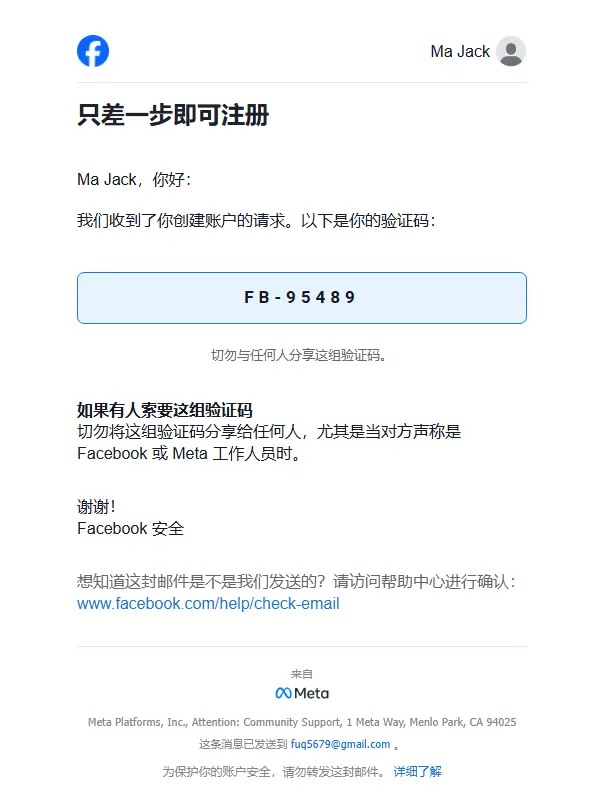 Ma Jack
只差一步即可注册
Ma Jack，你好：
我们收到了你创建账户的请求。以下是你的验证码：
FB-95489
切勿与任何人分享这组验证码。
如果有人索要这组验证码
切勿将这组验证码分享给任何人，尤其是当对方声称是
Facebook 或 Meta 工作人员时。
谢谢！
Facebook 安全
想知道这封邮件是不是我们发送的？请访问帮助中心进行确认：
www.facebook.com/help/check-email
来自
Meta
Meta Platforms, Inc., Attention: Community Support, 1 Meta Way, Menlo Park, CA 94025
这条消息已发送到 fuq5679@gmail.com 。
为保护你的账户安全，请勿转发这封邮件。 详细了解